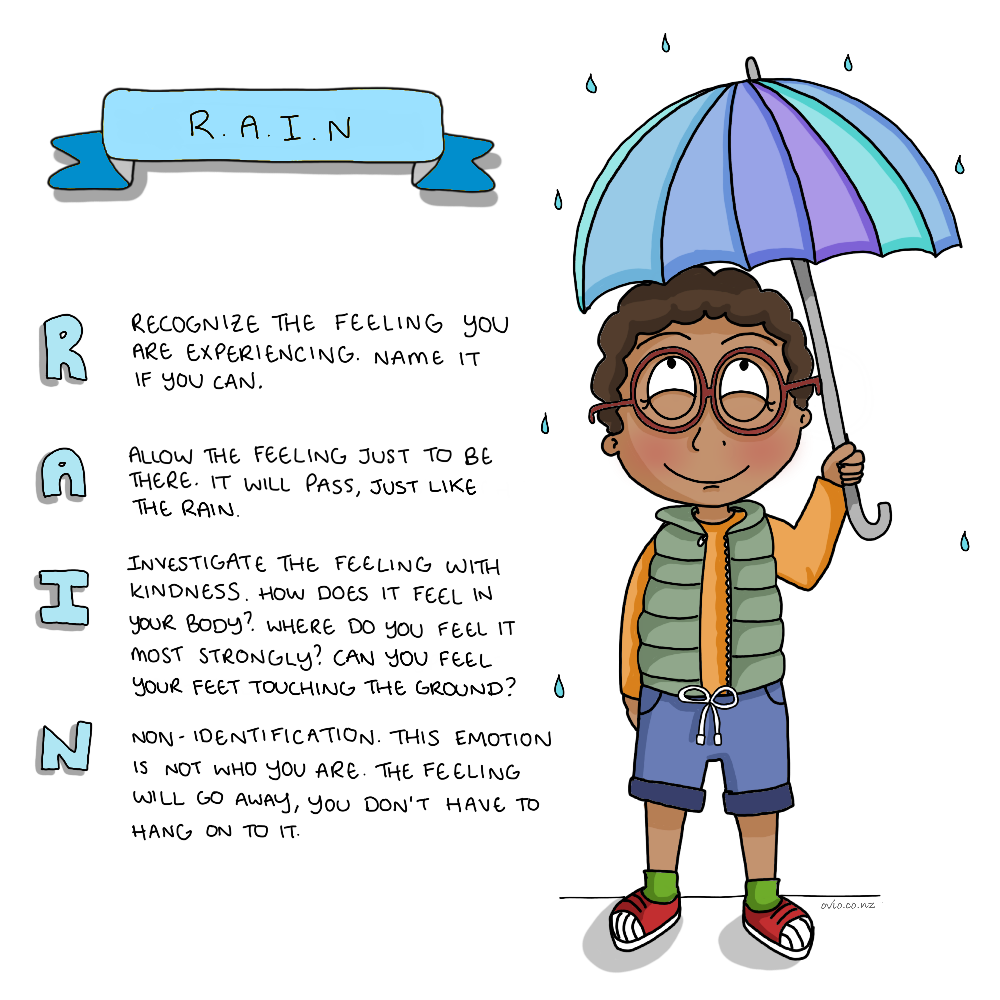 R.A.I.N
R
RECOGNIZE THE FEELING YOU
ARE EXPERIENCING. NAME IT
IF YOU CAN.
A
ALLOW THE FEELING JUST TO BE
THERE. IT WILL PASS, JUST LIKE
THE RAIN.
I
INVESTIGATE THE FEELING WITH
KINDNESS. HOW DOES IT FEEL IN
YOUR BODY? WHERE DO YOU FEEL IT
MOST STRONGLY? CAN YOU FEEL
YOUR FEET TOUCHING THE GROUND?
N
NON-IDENTIFICATION. THIS EMOTION
IS NOT WHO YOU ARE. THE FEELING
WILL GO AWAY, YOU DON'T HAVE TO
HANG ON TO IT.
ovio.co.nz